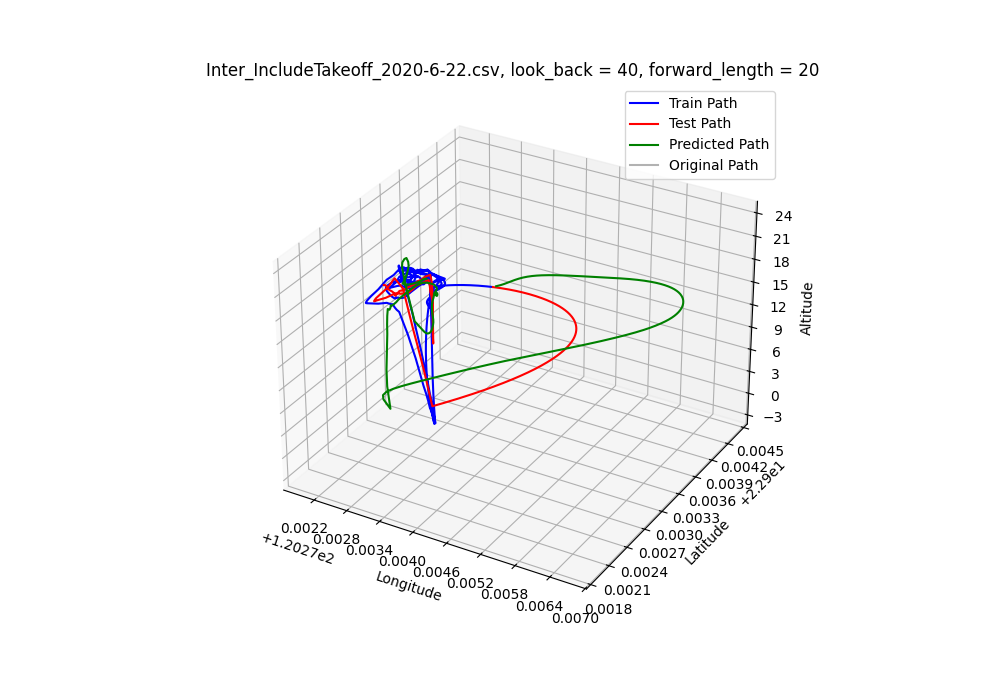 Inter_IncludeTakeoff_2020-6-22.csv, look_back = 40, forward_length = 20
Train Path
Test Path
Predicted Path
Original Path
24
21
18
15
12
9
6
3
0
−3
Altitude
0.0045
0.0042
0.0039
0.0036
0.0033
0.0030
0.0027
0.0024
0.0021
0.0018
+2.29e1
Latitude
0.0022
0.0028
0.0034
0.0040
0.0046
0.0052
0.0058
0.0064
0.0070
+1.2027e2
Longitude